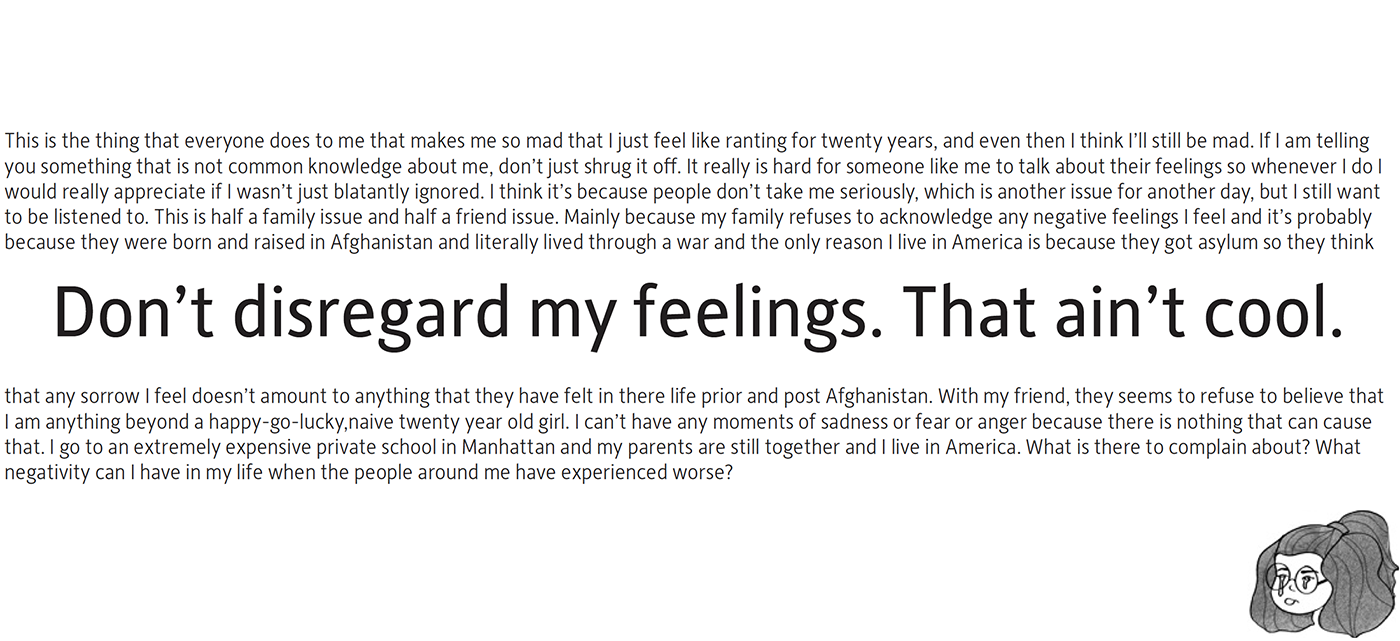 This is the thing that everyone does to me that makes me so mad that I just feel like ranting for twenty years, and even then I think I’ll still be mad. If I am telling
you something that is not common knowledge about me, don’t just shrug it off. It really is hard for someone like me to talk about their feelings so whenever I do I
would really appreciate if I wasn’t just blatantly ignored. I think it’s because people don’t take me seriously, which is another issue for another day, but I still want
to be listened to. This is half a family issue and half a friend issue. Mainly because my family refuses to acknowledge any negative feelings I feel and it’s probably
because they were born and raised in Afghanistan and literally lived through a war and the only reason I live in America is because they got asylum so they think
Don’t disregard my feelings. That ain’t cool.
that any sorrow I feel doesn’t amount to anything that they have felt in there life prior and post Afghanistan. With my friend, they seems to refuse to believe that
I am anything beyond a happy-go-lucky,naive twenty year old girl. I can’t have any moments of sadness or fear or anger because there is nothing that can cause
that. I go to an extremely expensive private school in Manhattan and my parents are still together and I live in America. What is there to complain about? What
negativity can I have in my life when the people around me have experienced worse?